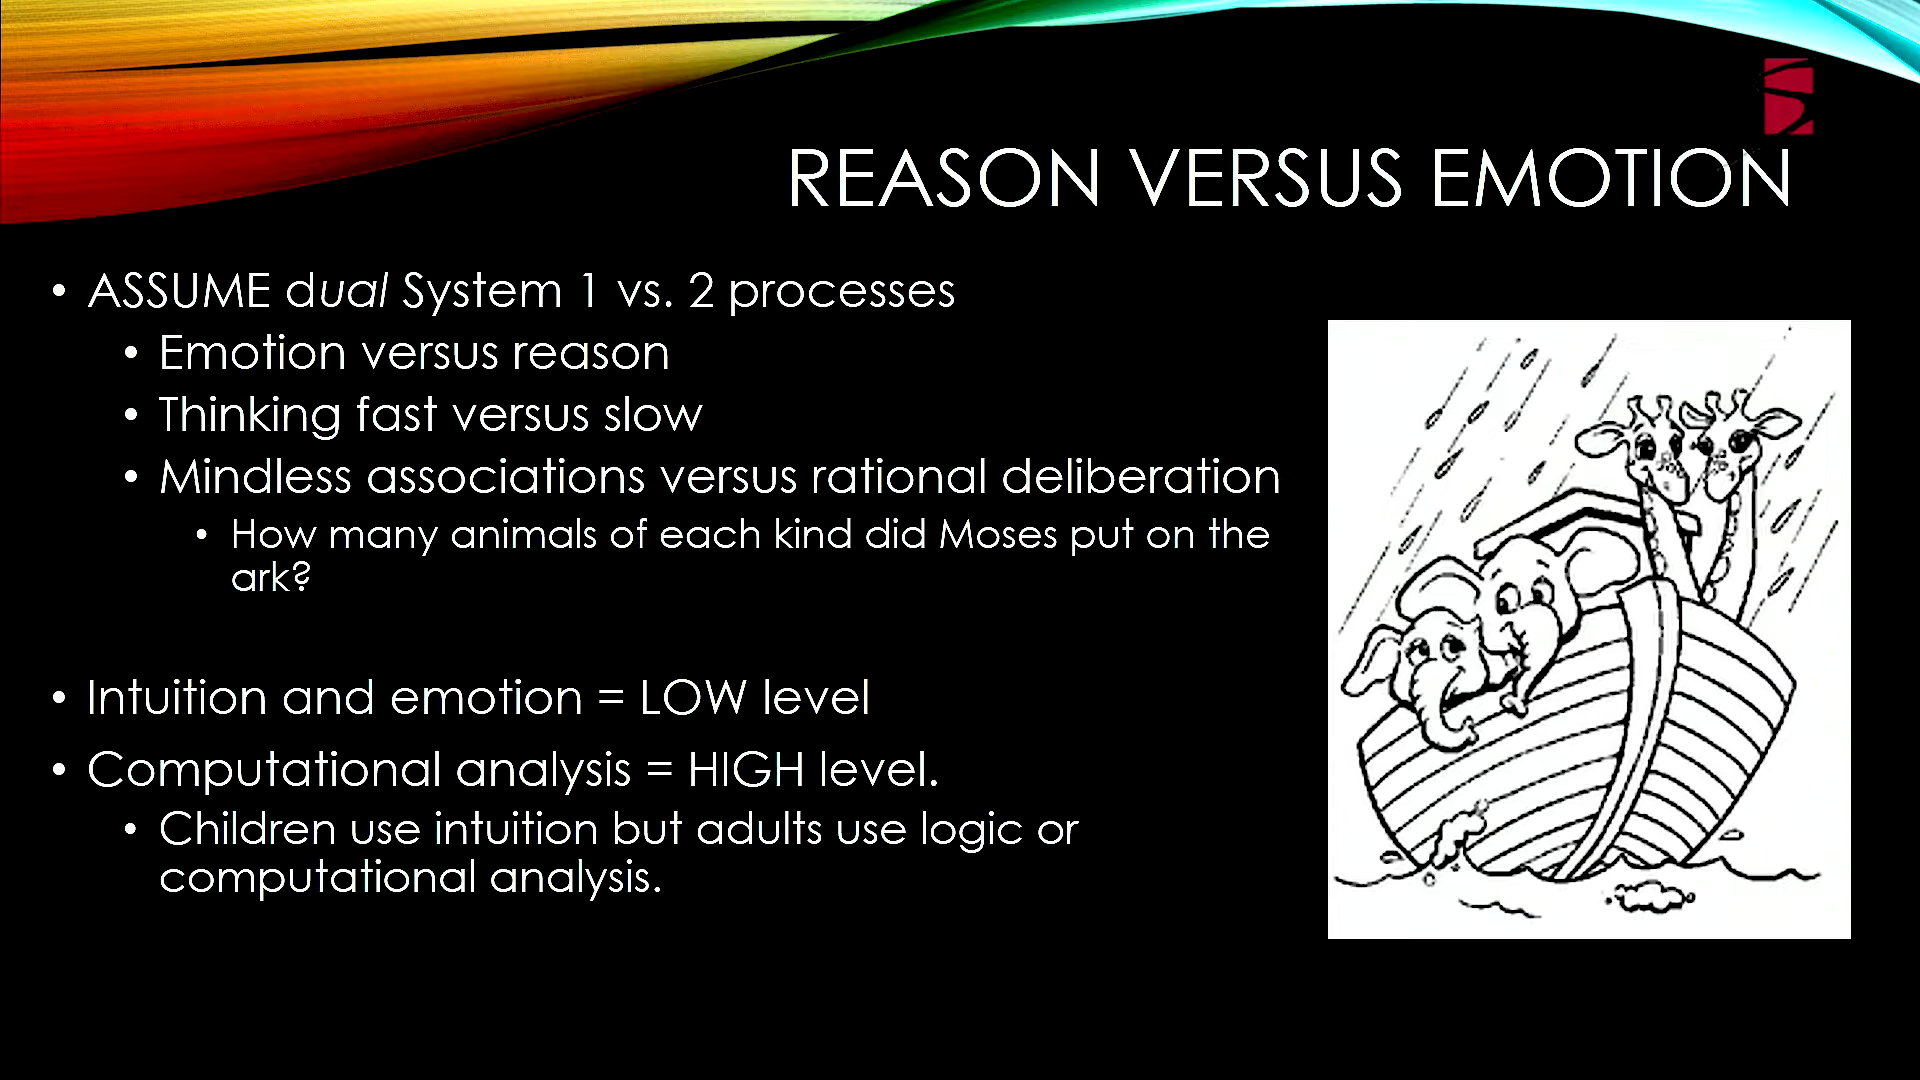 REASON VERSUS EMOTION
• ASSUME dual System 1 vs. 2 processes
• Emotion versus reason
• Thinking fast versus slow
• Mindless associations versus rational deliberation
• How many animals of each kind did Moses put on the
ark?
• Intuition and emotion = LOW level
• Computational analysis = HIGH level.
• Children use intuition but adults use logic or
computational analysis.